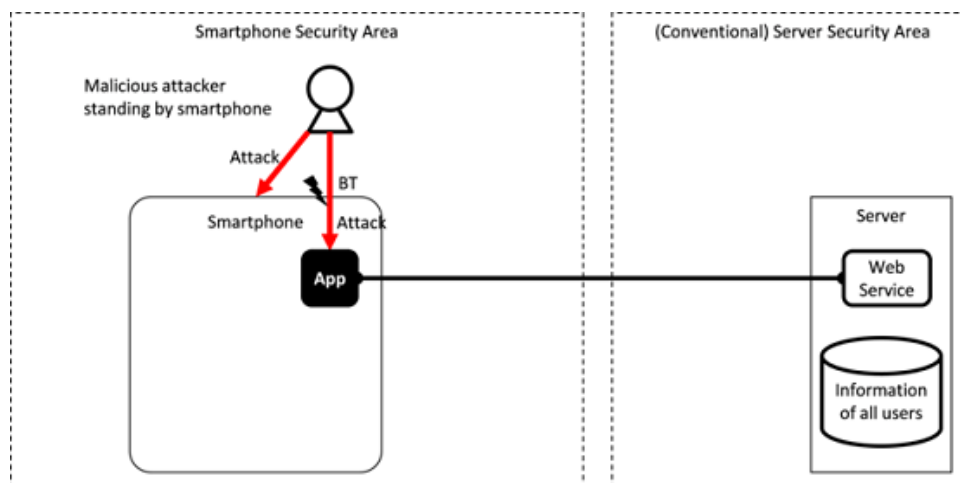 Smartphone Security Area
(Conventional) Server Security Area
Malicious attacker
standing by smartphone
Attack
BT
Smartphone
Attack
App
Server
Web
Service
Information
of all users